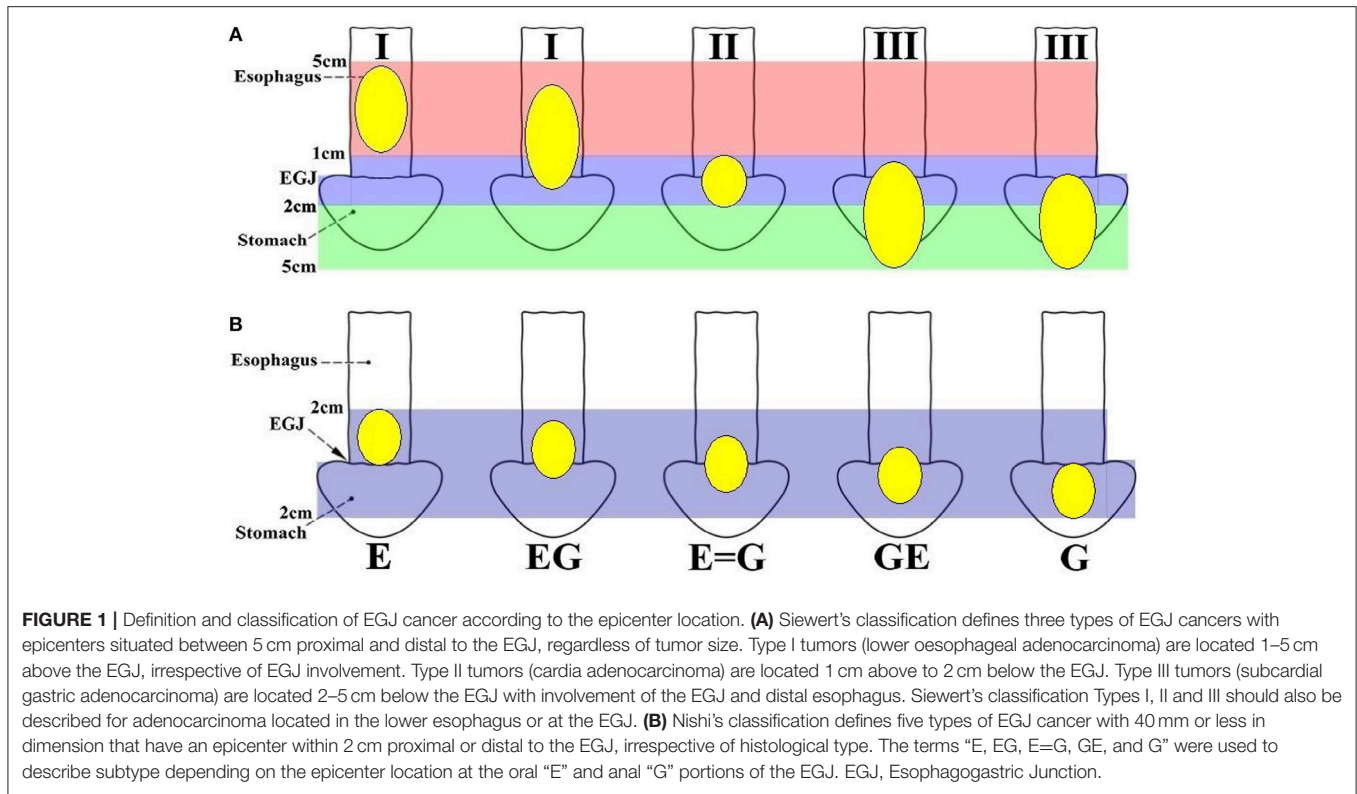 A
I I II III III
5cm
Esophagus
1cm
EGJ
2cm
Stomach
5cm
B
Esophagus
2cm
EGJ
2cm
Stomach
E EG E=G GE G
FIGURE 1 | Definition and classification of EGJ cancer according to the epicenter location. (A) Siewert's classification defines three types of EGJ cancers with
epicenters situated between 5 cm proximal and distal to the EGJ, regardless of tumor size. Type I tumors (lower oesophageal adenocarcinoma) are located 1–5 cm
above the EGJ, irrespective of EGJ involvement. Type II tumors (cardia adenocarcinoma) are located 1 cm above to 2 cm below the EGJ. Type III tumors (subcardial
gastric adenocarcinoma) are located 2–5 cm below the EGJ with involvement of the EGJ and distal esophagus. Siewert's classification Types I, II and III should also be
described for adenocarcinoma located in the lower esophagus or at the EGJ. (B) Nishi's classification defines five types of EGJ cancer with 40 mm or less in
dimension that have an epicenter within 2 cm proximal or distal to the EGJ, irrespective of histological type. The terms “E, EG, E=G, GE, and G” were used to
describe subtype depending on the epicenter location at the oral “E” and anal “G” portions of the EGJ. EGJ, Esophagogastric Junction.